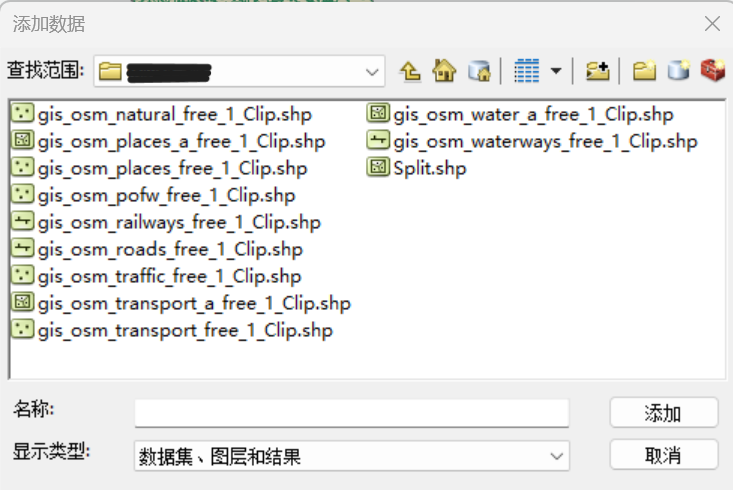 添加数据
查找范围:
gis_osm_natural_free_1_Clip.shp
gis_osm_places_a_free_1_Clip.shp
gis_osm_places_free_1_Clip.shp
gis_osm_pofw_free_1_Clip.shp
gis_osm_railways_free_1_Clip.shp
gis_osm_roads_free_1_Clip.shp
gis_osm_traffic_free_1_Clip.shp
gis_osm_transport_a_free_1_Clip.shp
gis_osm_transport_free_1_Clip.shp
gis_osm_water_a_free_1_Clip.shp
gis_osm_waterways_free_1_Clip.shp
Split.shp
名称:
添加
显示类型:
数据集、图层和结果
取消